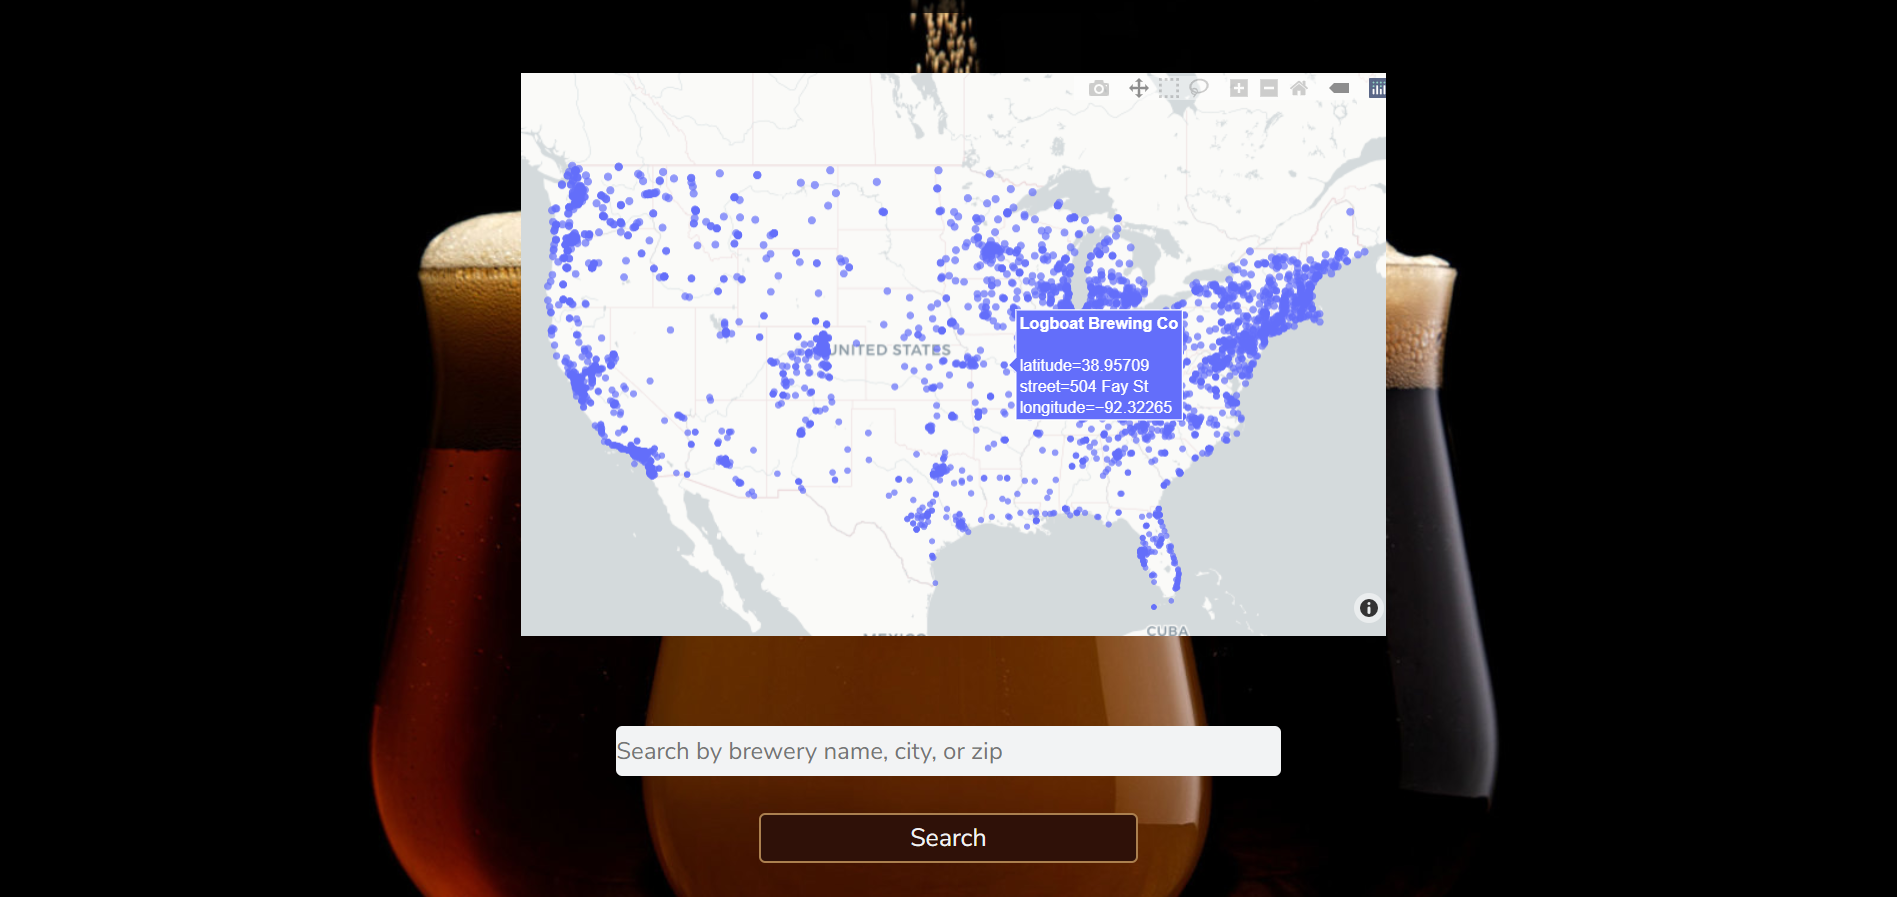 UNITED STATES
Logboat Brewing Co
latitude=38.95709
street=504 Fay St
longitude=−92.32265
MEXICO
CUBA
Search by brewery name, city, or zip
Search